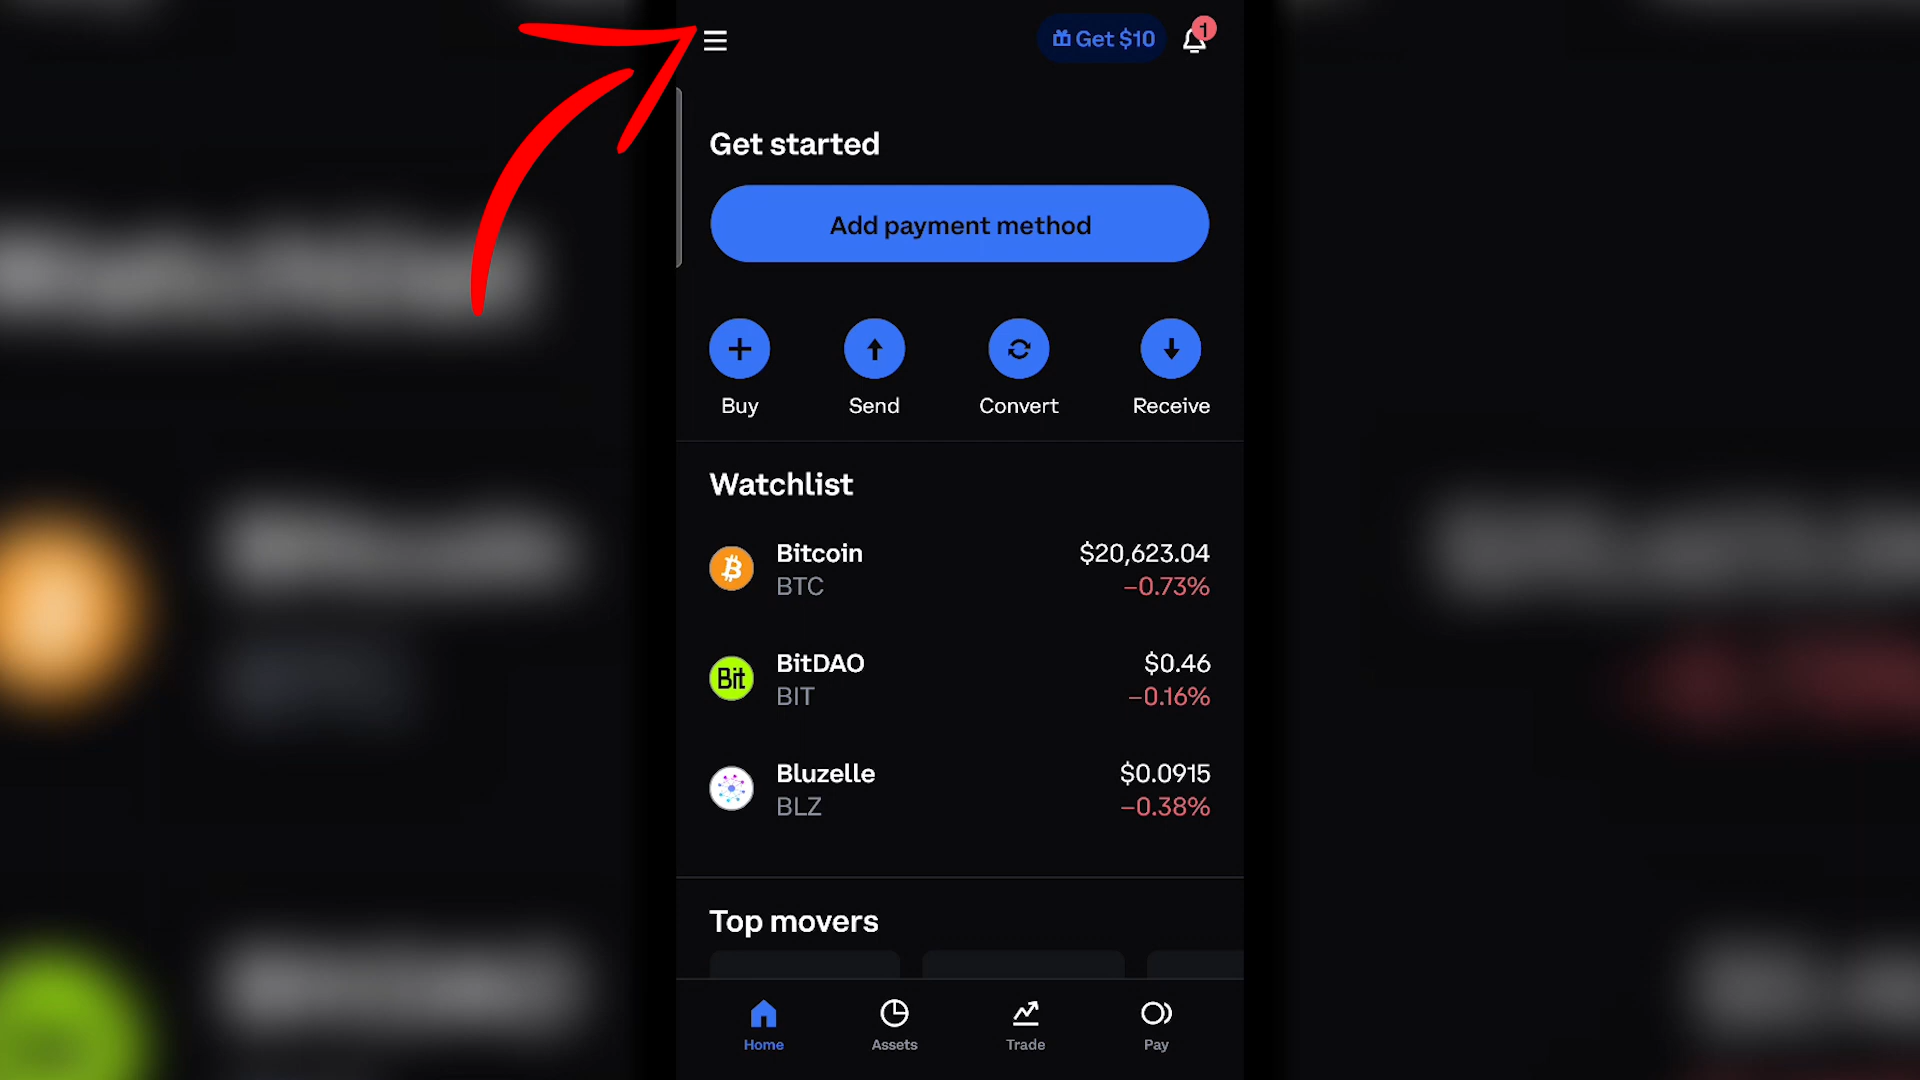 Get $10
1
Get started
Add payment method
Buy Send Convert Receive
Watchlist
Bitcoin $20,623.04
BTC −0.73%
Bit
BitDAO $0.46
BIT −0.16%
Bluzelle $0.0915
BLZ −0.38%
Top movers
Home Assets Trade Pay